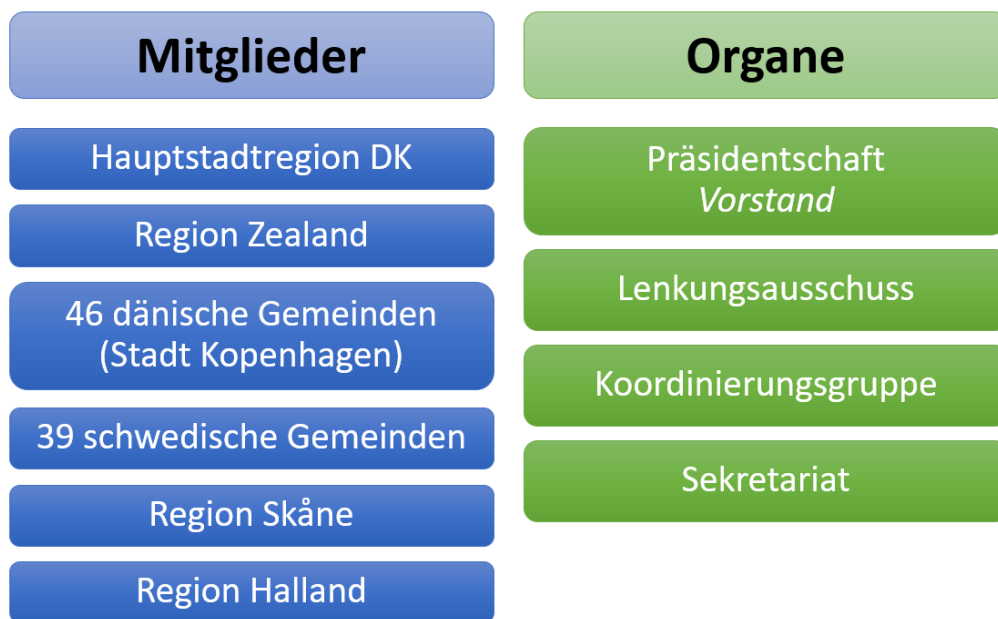 Mitglieder
Hauptstadtregion DK
Region Zealand
46 dänische Gemeinden
(Stadt Kopenhagen)
39 schwedische Gemeinden
Region Skåne
Region Halland
Organe
Präsidentschaft
Vorstand
Lenkungsausschuss
Koordinierungsgruppe
Sekretariat